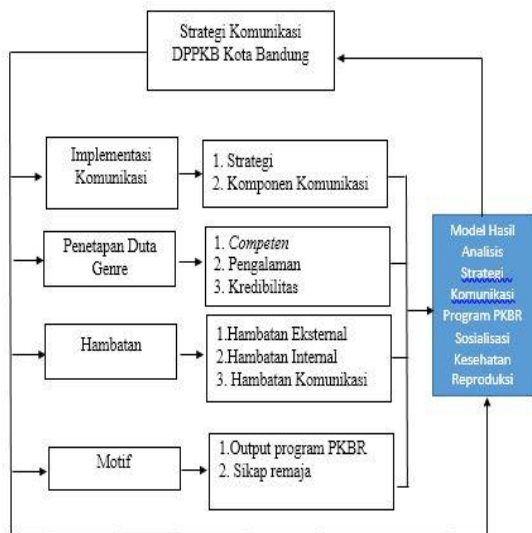 Strategi Komunikasi
DPPKB Kota Bandung
Implementasi
Komunikasi
1. Strategi
2. Komponen Komunikasi
Penetapan Duta
Genre
1. Competen
2. Pengalaman
3. Kredibilitas
Hambatan
1.Hambatan Eksternal
2.Hambatan Internal
3. Hambatan Komunikasi
Motif
1.Output program PKBR
2. Sikap remaja
Model Hasil
Analisis
Strategi
Komunikasi
Program PKBR
Sosialisasi
Kesehatan
Reproduksi